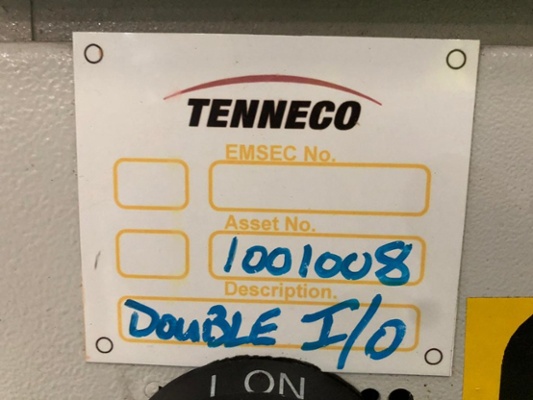 TENNECO
EMSEC No.
Asset No.
1001008
Description.
DOUBLE I/O
I ON